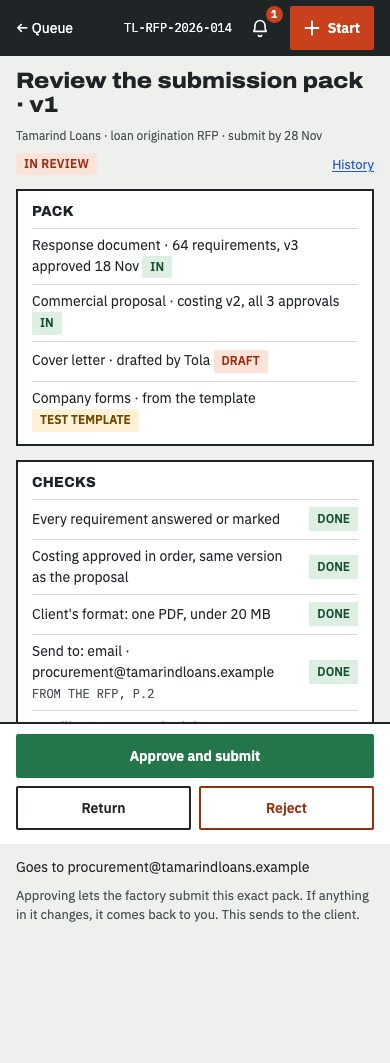 ← Queue
TL-RFP-2026-014
1
+ Start
Review the submission pack
· v1
Tamarind Loans · loan origination RFP · submit by 28 Nov
IN REVIEW
History
PACK
Response document · 64 requirements, v3
approved 18 Nov IN
Commercial proposal · costing v2, all 3 approvals
IN
Cover letter · drafted by Tola DRAFT
Company forms · from the template
TEST TEMPLATE
CHECKS
Every requirement answered or marked DONE
Costing approved in order, same version
as the proposal DONE
Client's format: one PDF, under 20 MB DONE
Send to: email ·
procurement@tamarindloans.example DONE
FROM THE RFP, P.2
Approve and submit
Return
Reject
Goes to procurement@tamarindloans.example
Approving lets the factory submit this exact pack. If anything
in it changes, it comes back to you. This sends to the client.